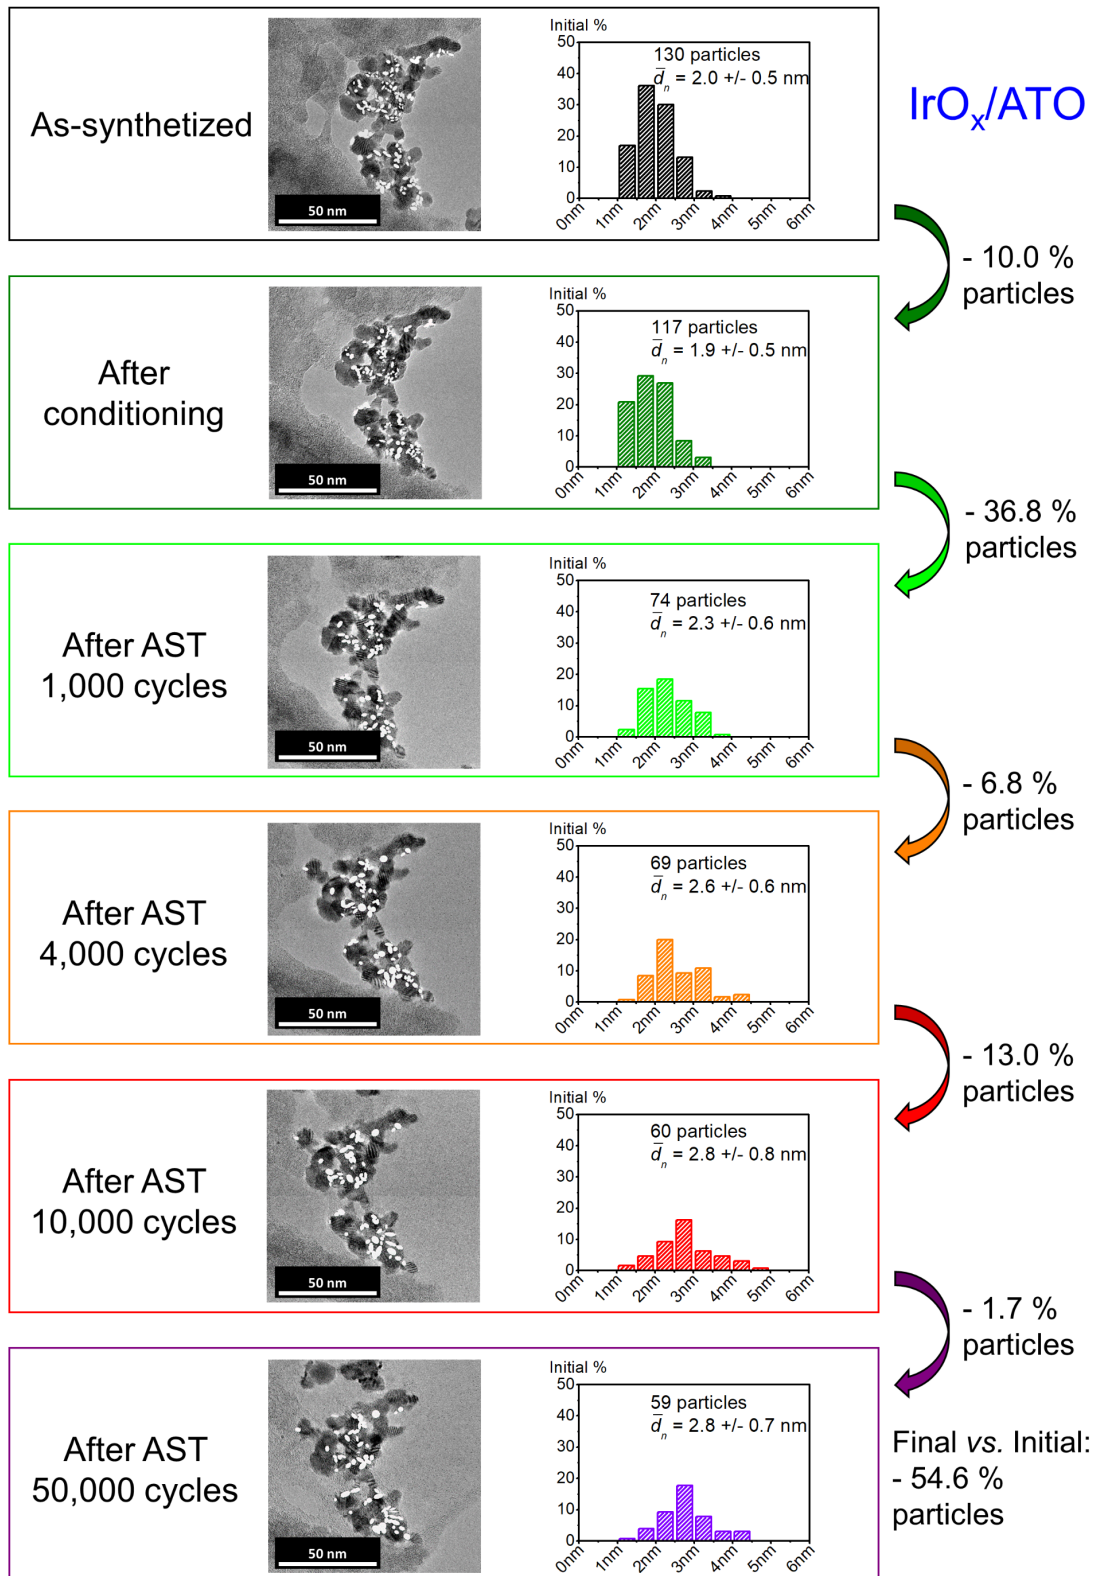 IrOx/ATO
As-synthetized
50 nm
Initial %
50
40
30
20
10
0
130 particles
d̅n = 2.0 +/- 0.5 nm
0nm 1nm 2nm 3nm 4nm 5nm 6nm
- 10.0 %
particles
After
conditioning
50 nm
Initial %
50
40
30
20
10
0
117 particles
d̅n = 1.9 +/- 0.5 nm
0nm 1nm 2nm 3nm 4nm 5nm 6nm
- 36.8 %
particles
After AST
1,000 cycles
50 nm
Initial %
50
40
30
20
10
0
74 particles
d̅n = 2.3 +/- 0.6 nm
0nm 1nm 2nm 3nm 4nm 5nm 6nm
- 6.8 %
particles
After AST
4,000 cycles
50 nm
Initial %
50
40
30
20
10
0
69 particles
d̅n = 2.6 +/- 0.6 nm
0nm 1nm 2nm 3nm 4nm 5nm 6nm
- 13.0 %
particles
After AST
10,000 cycles
50 nm
Initial %
50
40
30
20
10
0
60 particles
d̅n = 2.8 +/- 0.8 nm
0nm 1nm 2nm 3nm 4nm 5nm 6nm
- 1.7 %
particles
After AST
50,000 cycles
50 nm
Initial %
50
40
30
20
10
0
59 particles
d̅n = 2.8 +/- 0.7 nm
0nm 1nm 2nm 3nm 4nm 5nm 6nm
Final vs. Initial:
- 54.6 %
particles